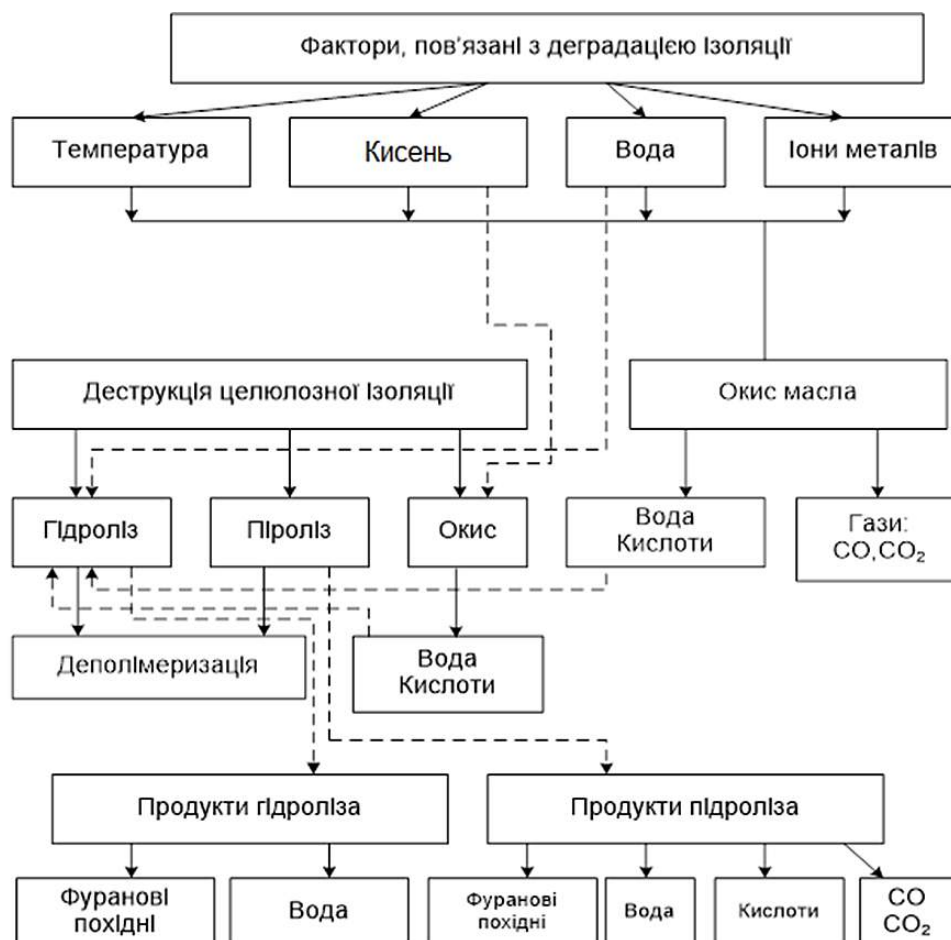 Фактори, пов’язані з деградацією ізоляції
Температура
Кисень
Вода
Іони металів
Деструкція целюлозної ізоляції
Окис масла
Гідроліз
Піроліз
Окис
Вода
Кислоти
Гази:
CO,CO₂
Деполімеризація
Вода
Кислоти
Продукти гідроліза
Продукти підроліза
Фуранові
похідні
Вода
Фуранові
похідні
Вода
Кислоти
CO
CO₂